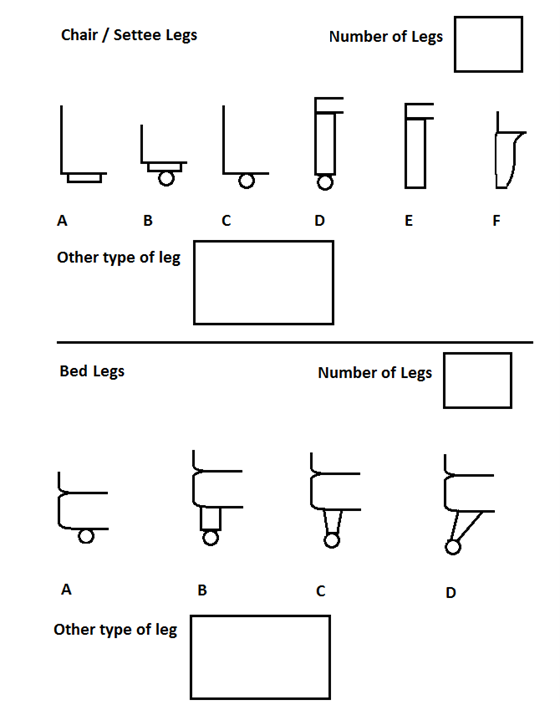 Chair / Settee Legs
Number of Legs
A B C D E F
Other type of leg
Bed Legs
Number of Legs
A B C D
Other type of leg